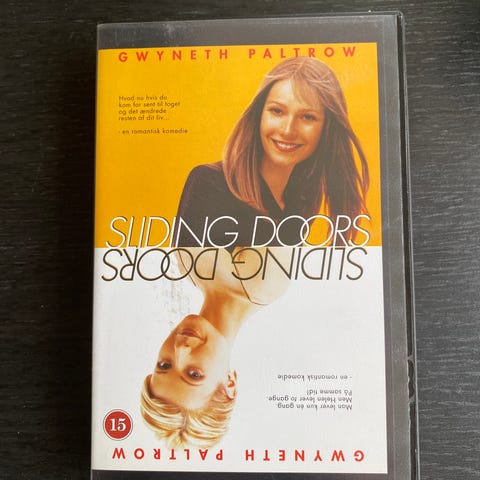 GWYNETH PALTROW
Hvad nu hvis du
kom for sent til toget
og det ændrede
resten af dit liv...
- en romantisk komedie
SLIDING DOORS
SLIDING DOORS
Man lever kun én gang.
Men Helen lever to gange.
På samme tid!
- en romantisk komedie
15
GWYNETH PALTROW